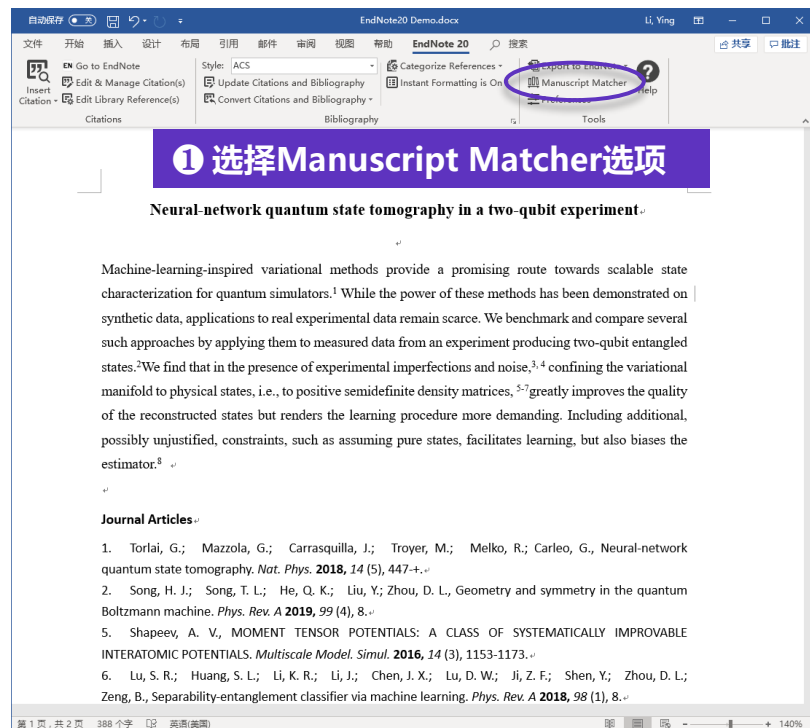 自动保存 关 EndNote20 Demo.docx Li, Ying
文件 开始 插入 设计 布局 引用 邮件 审阅 视图 帮助 EndNote 20 搜索 共享 批注
EN Go to EndNote Style: ACS Categorize References Export to EndNote
Edit & Manage Citation(s) Update Citations and Bibliography Instant Formatting is On Manuscript Matcher
Insert Citation Edit Library Reference(s) Convert Citations and Bibliography Preferences Help
Citations Bibliography Tools
❶ 选择Manuscript Matcher选项
Neural-network quantum state tomography in a two-qubit experiment
Machine-learning-inspired variational methods provide a promising route towards scalable state
characterization for quantum simulators.1 While the power of these methods has been demonstrated on
synthetic data, applications to real experimental data remain scarce. We benchmark and compare several
such approaches by applying them to measured data from an experiment producing two-qubit entangled
states.2We find that in the presence of experimental imperfections and noise,3, 4 confining the variational
manifold to physical states, i.e., to positive semidefinite density matrices, 5-7greatly improves the quality
of the reconstructed states but renders the learning procedure more demanding. Including additional,
possibly unjustified, constraints, such as assuming pure states, facilitates learning, but also biases the
estimator.8
Journal Articles
1. Torlai, G.; Mazzola, G.; Carrasquilla, J.; Troyer, M.; Melko, R.; Carleo, G., Neural-network
quantum state tomography. Nat. Phys. 2018, 14 (5), 447-+.
2. Song, H. J.; Song, T. L.; He, Q. K.; Liu, Y.; Zhou, D. L., Geometry and symmetry in the quantum
Boltzmann machine. Phys. Rev. A 2019, 99 (4), 8.
5. Shapeev, A. V., MOMENT TENSOR POTENTIALS: A CLASS OF SYSTEMATICALLY IMPROVABLE
INTERATOMIC POTENTIALS. Multiscale Model. Simul. 2016, 14 (3), 1153-1173.
6. Lu, S. R.; Huang, S. L.; Li, K. R.; Li, J.; Chen, J. X.; Lu, D. W.; Ji, Z. F.; Shen, Y.; Zhou, D. L.;
Zeng, B., Separability-entanglement classifier via machine learning. Phys. Rev. A 2018, 98 (1), 8.
第 1 页，共 2 页 388 个字 英语(美国) 140%